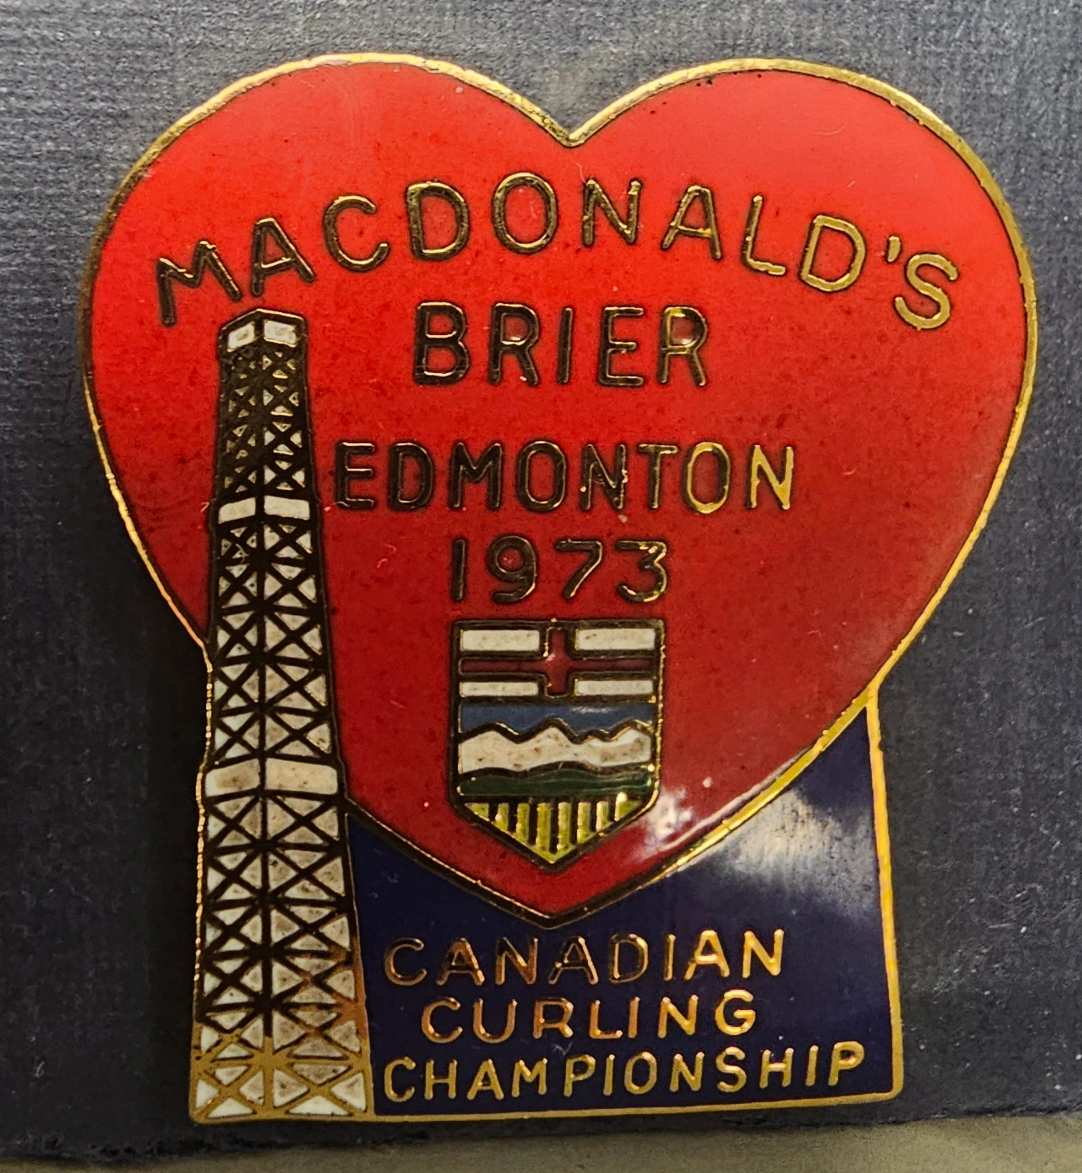 MACDONALD'S
BRIER
EDMONTON
1973
CANADIAN
CURLING
CHAMPIONSHIP